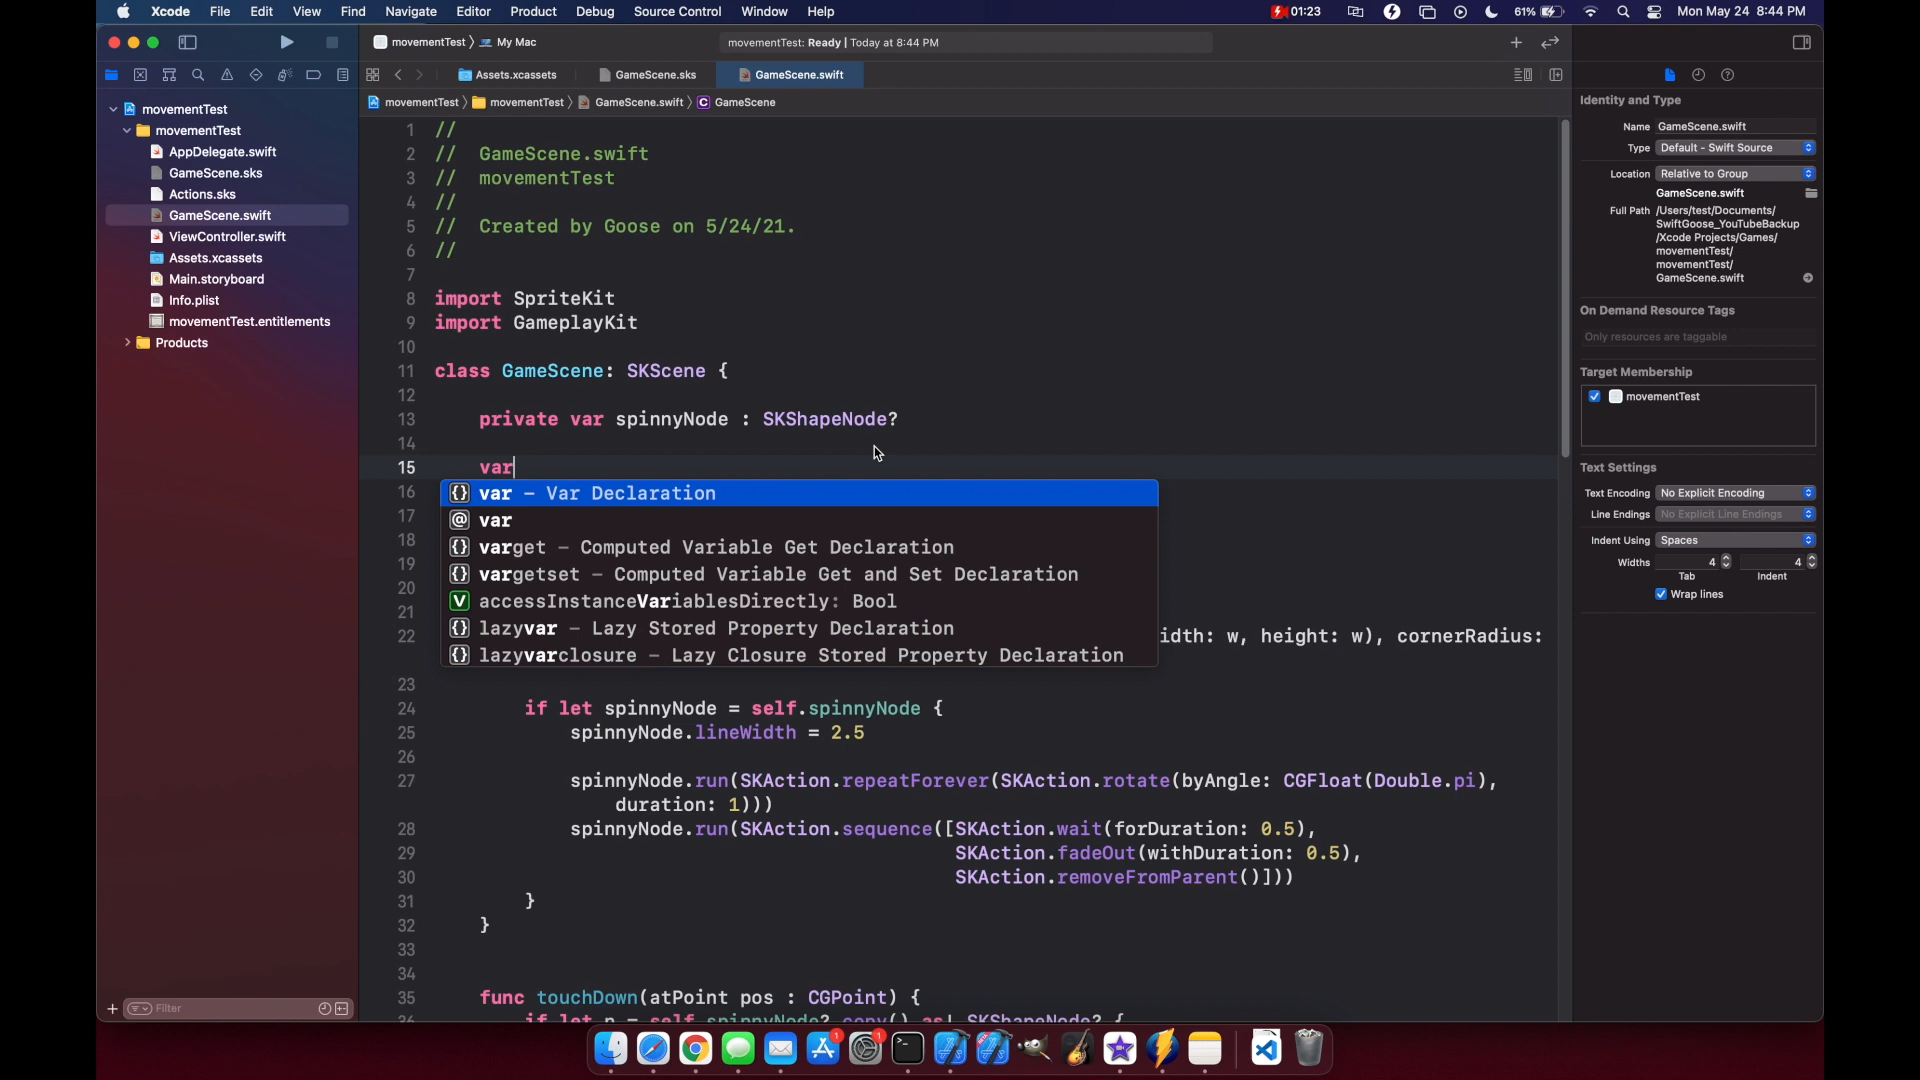 Xcode File Edit View Find Navigate Editor Product Debug Source Control Window Help 01:23 61% Mon May 24 8:44 PM
movementTest My Mac movementTest: Ready | Today at 8:44 PM
Assets.xcassets GameScene.sks GameScene.swift
movementTest movementTest GameScene.swift C GameScene
movementTest
movementTest
AppDelegate.swift
GameScene.sks
Actions.sks
GameScene.swift
ViewController.swift
Assets.xcassets
Main.storyboard
Info.plist
movementTest.entitlements
Products
Filter
1 //
2 // GameScene.swift
3 // movementTest
4 //
5 // Created by Goose on 5/24/21.
6 //
7
8 import SpriteKit
9 import GameplayKit
10
11 class GameScene: SKScene {
12
13 private var spinnyNode : SKShapeNode?
14
15 var
16 {} var – Var Declaration
17 @ var
18 {} varget – Computed Variable Get Declaration
19 {} vargetset – Computed Variable Get and Set Declaration
20
21 V accessInstanceVariablesDirectly: Bool
{} lazyvar – Lazy Stored Property Declaration
22 idth: w, height: w), cornerRadius:
{} lazyvarclosure – Lazy Closure Stored Property Declaration
23
24 if let spinnyNode = self.spinnyNode {
25 spinnyNode.lineWidth = 2.5
26
27 spinnyNode.run(SKAction.repeatForever(SKAction.rotate(byAngle: CGFloat(Double.pi),
duration: 1)))
28 spinnyNode.run(SKAction.sequence([SKAction.wait(forDuration: 0.5),
29 SKAction.fadeOut(withDuration: 0.5),
30 SKAction.removeFromParent()]))
31 }
32 }
33
34
35 func touchDown(atPoint pos : CGPoint) {
36 if let n = self.spinnyNode?.copy() as! SKShapeNode? {
Identity and Type
Name GameScene.swift
Type Default - Swift Source
Location Relative to Group
GameScene.swift
Full Path /Users/test/Documents/
SwiftGoose_YouTubeBackup
/Xcode Projects/Games/
movementTest/
movementTest/
GameScene.swift
On Demand Resource Tags
Only resources are taggable
Target Membership
movementTest
Text Settings
Text Encoding No Explicit Encoding
Line Endings No Explicit Line Endings
Indent Using Spaces
Widths 4 4
Tab Indent
Wrap lines
1 1